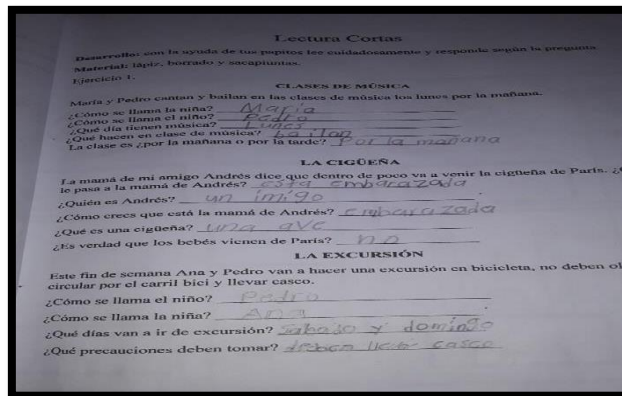 Lectura Cortas
Desarrollo: con la ayuda de tus papitos lee cuidadosamente y responde según la pregunta
Material: lápiz, borrado y sacapuntas.
Ejercicio 1.
CLASES DE MÚSICA
María y Pedro cantan y bailan en las clases de música los lunes por la mañana.
¿Cómo se llama la niña? María
¿Cómo se llama el niño? Pedro
¿Qué día tienen música? Lunes
¿Qué hacen en clase de música? bailan
La clase es ¿por la mañana o por la tarde? Por la mañana
LA CIGÜEÑA
La mamá de mi amigo Andrés dice que dentro de poco va a venir la cigüeña de París. ¿
le pasa a la mamá de Andrés? esta embarazada
¿Quién es Andrés? un imigo
¿Cómo crees que está la mamá de Andrés? embarazada
¿Qué es una cigüeña? una ave
¿Es verdad que los bebés vienen de París? no
LA EXCURSIÓN
Este fin de semana Ana y Pedro van a hacer una excursión en bicicleta, no deben ol
circular por el carril bici y llevar casco.
¿Cómo se llama el niño? Pedro
¿Cómo se llama la niña? Ana
¿Qué días van a ir de excursión? sabado y domingo
¿Qué precauciones deben tomar? deben casco